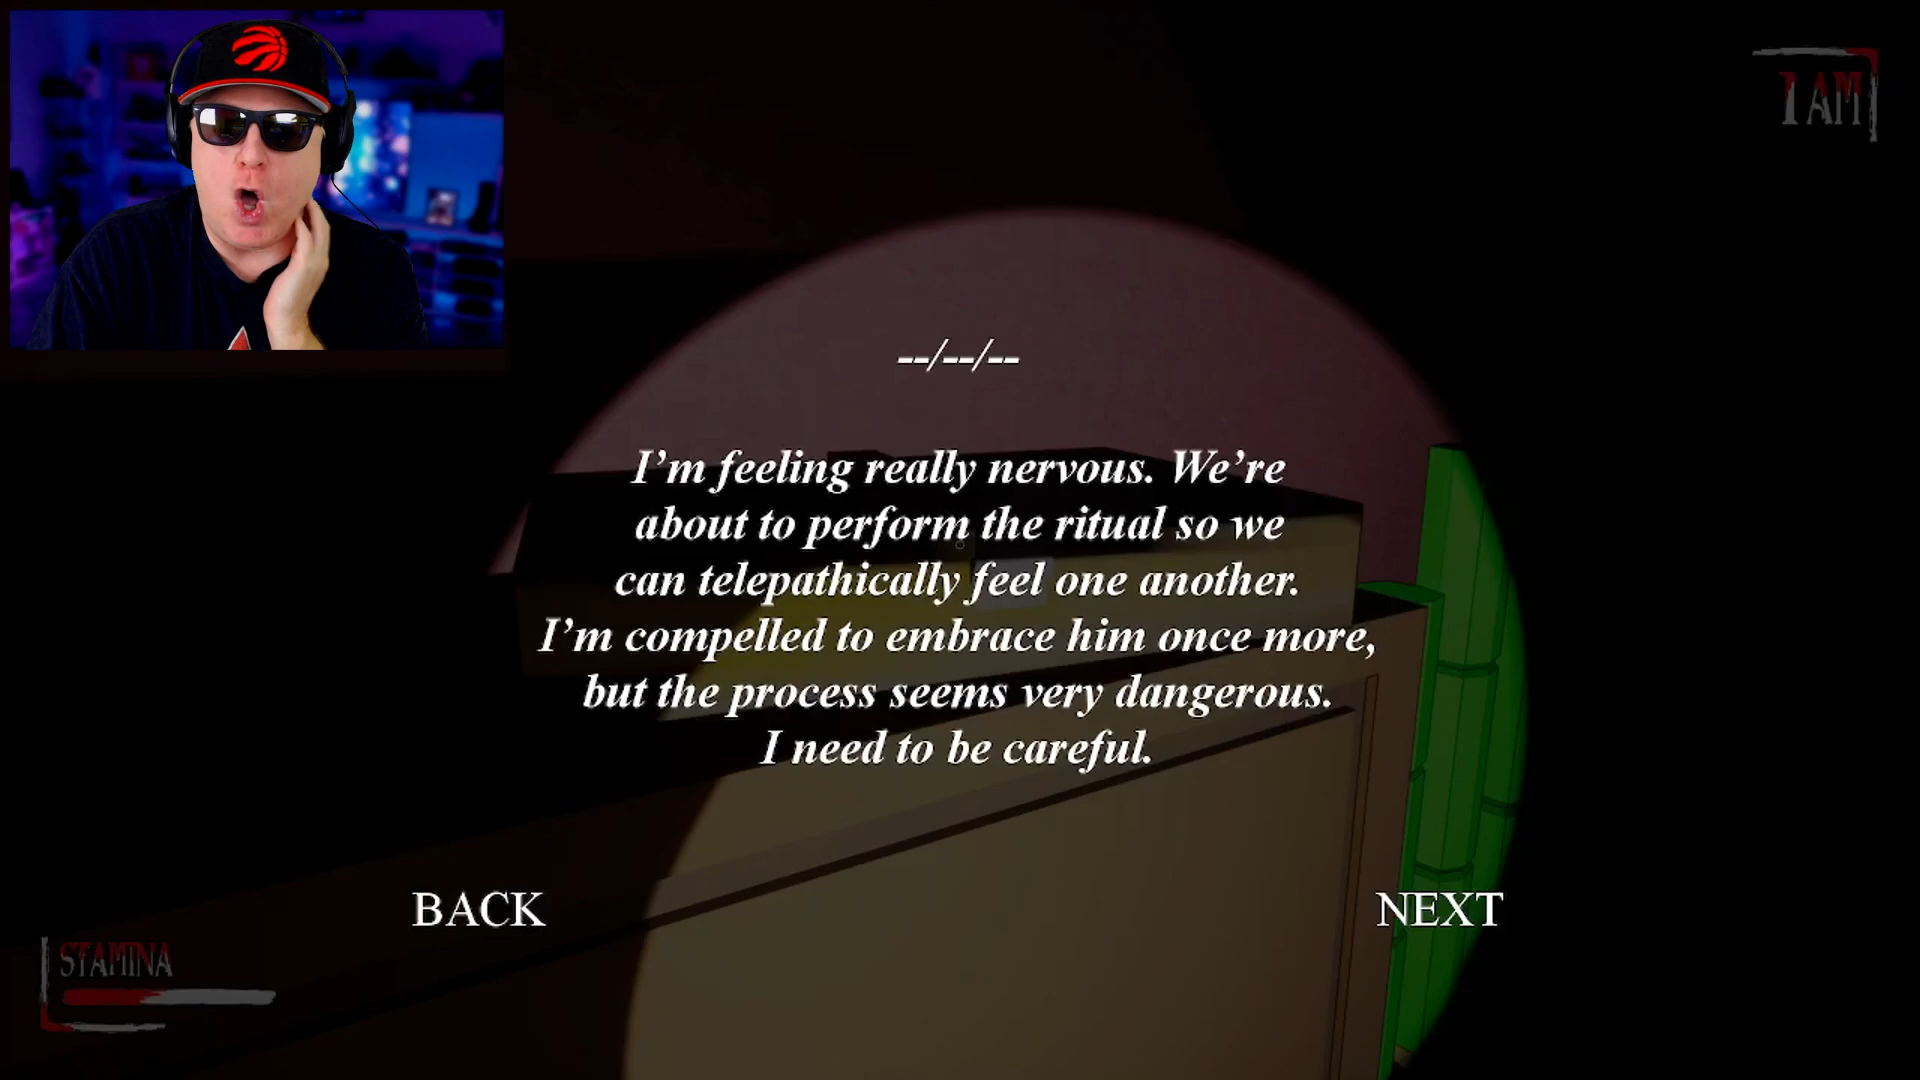 1 AM
--/--/--
I'm feeling really nervous. We're
about to perform the ritual so we
can telepathically feel one another.
I'm compelled to embrace him once more,
but the process seems very dangerous.
I need to be careful.
BACK
NEXT
STAMINA